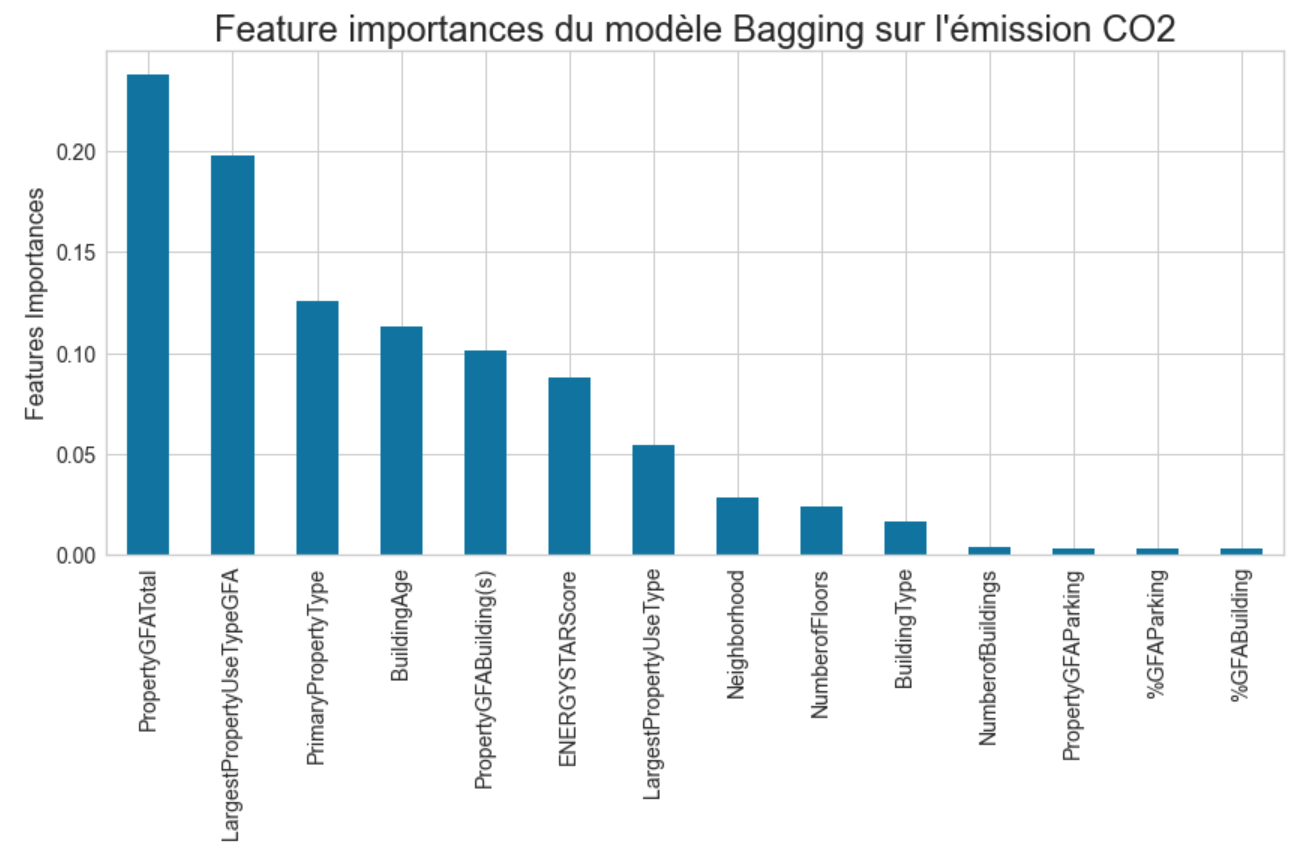 Feature importances du modèle Bagging sur l'émission CO2
Features Importances
0.20
0.15
0.10
0.05
0.00
PropertyGFATotal
LargestPropertyUseTypeGFA
PrimaryPropertyType
BuildingAge
PropertyGFABuilding(s)
ENERGYSTARScore
LargestPropertyUseType
Neighborhood
NumberofFloors
BuildingType
NumberofBuildings
PropertyGFAParking
%GFAParking
%GFABuilding